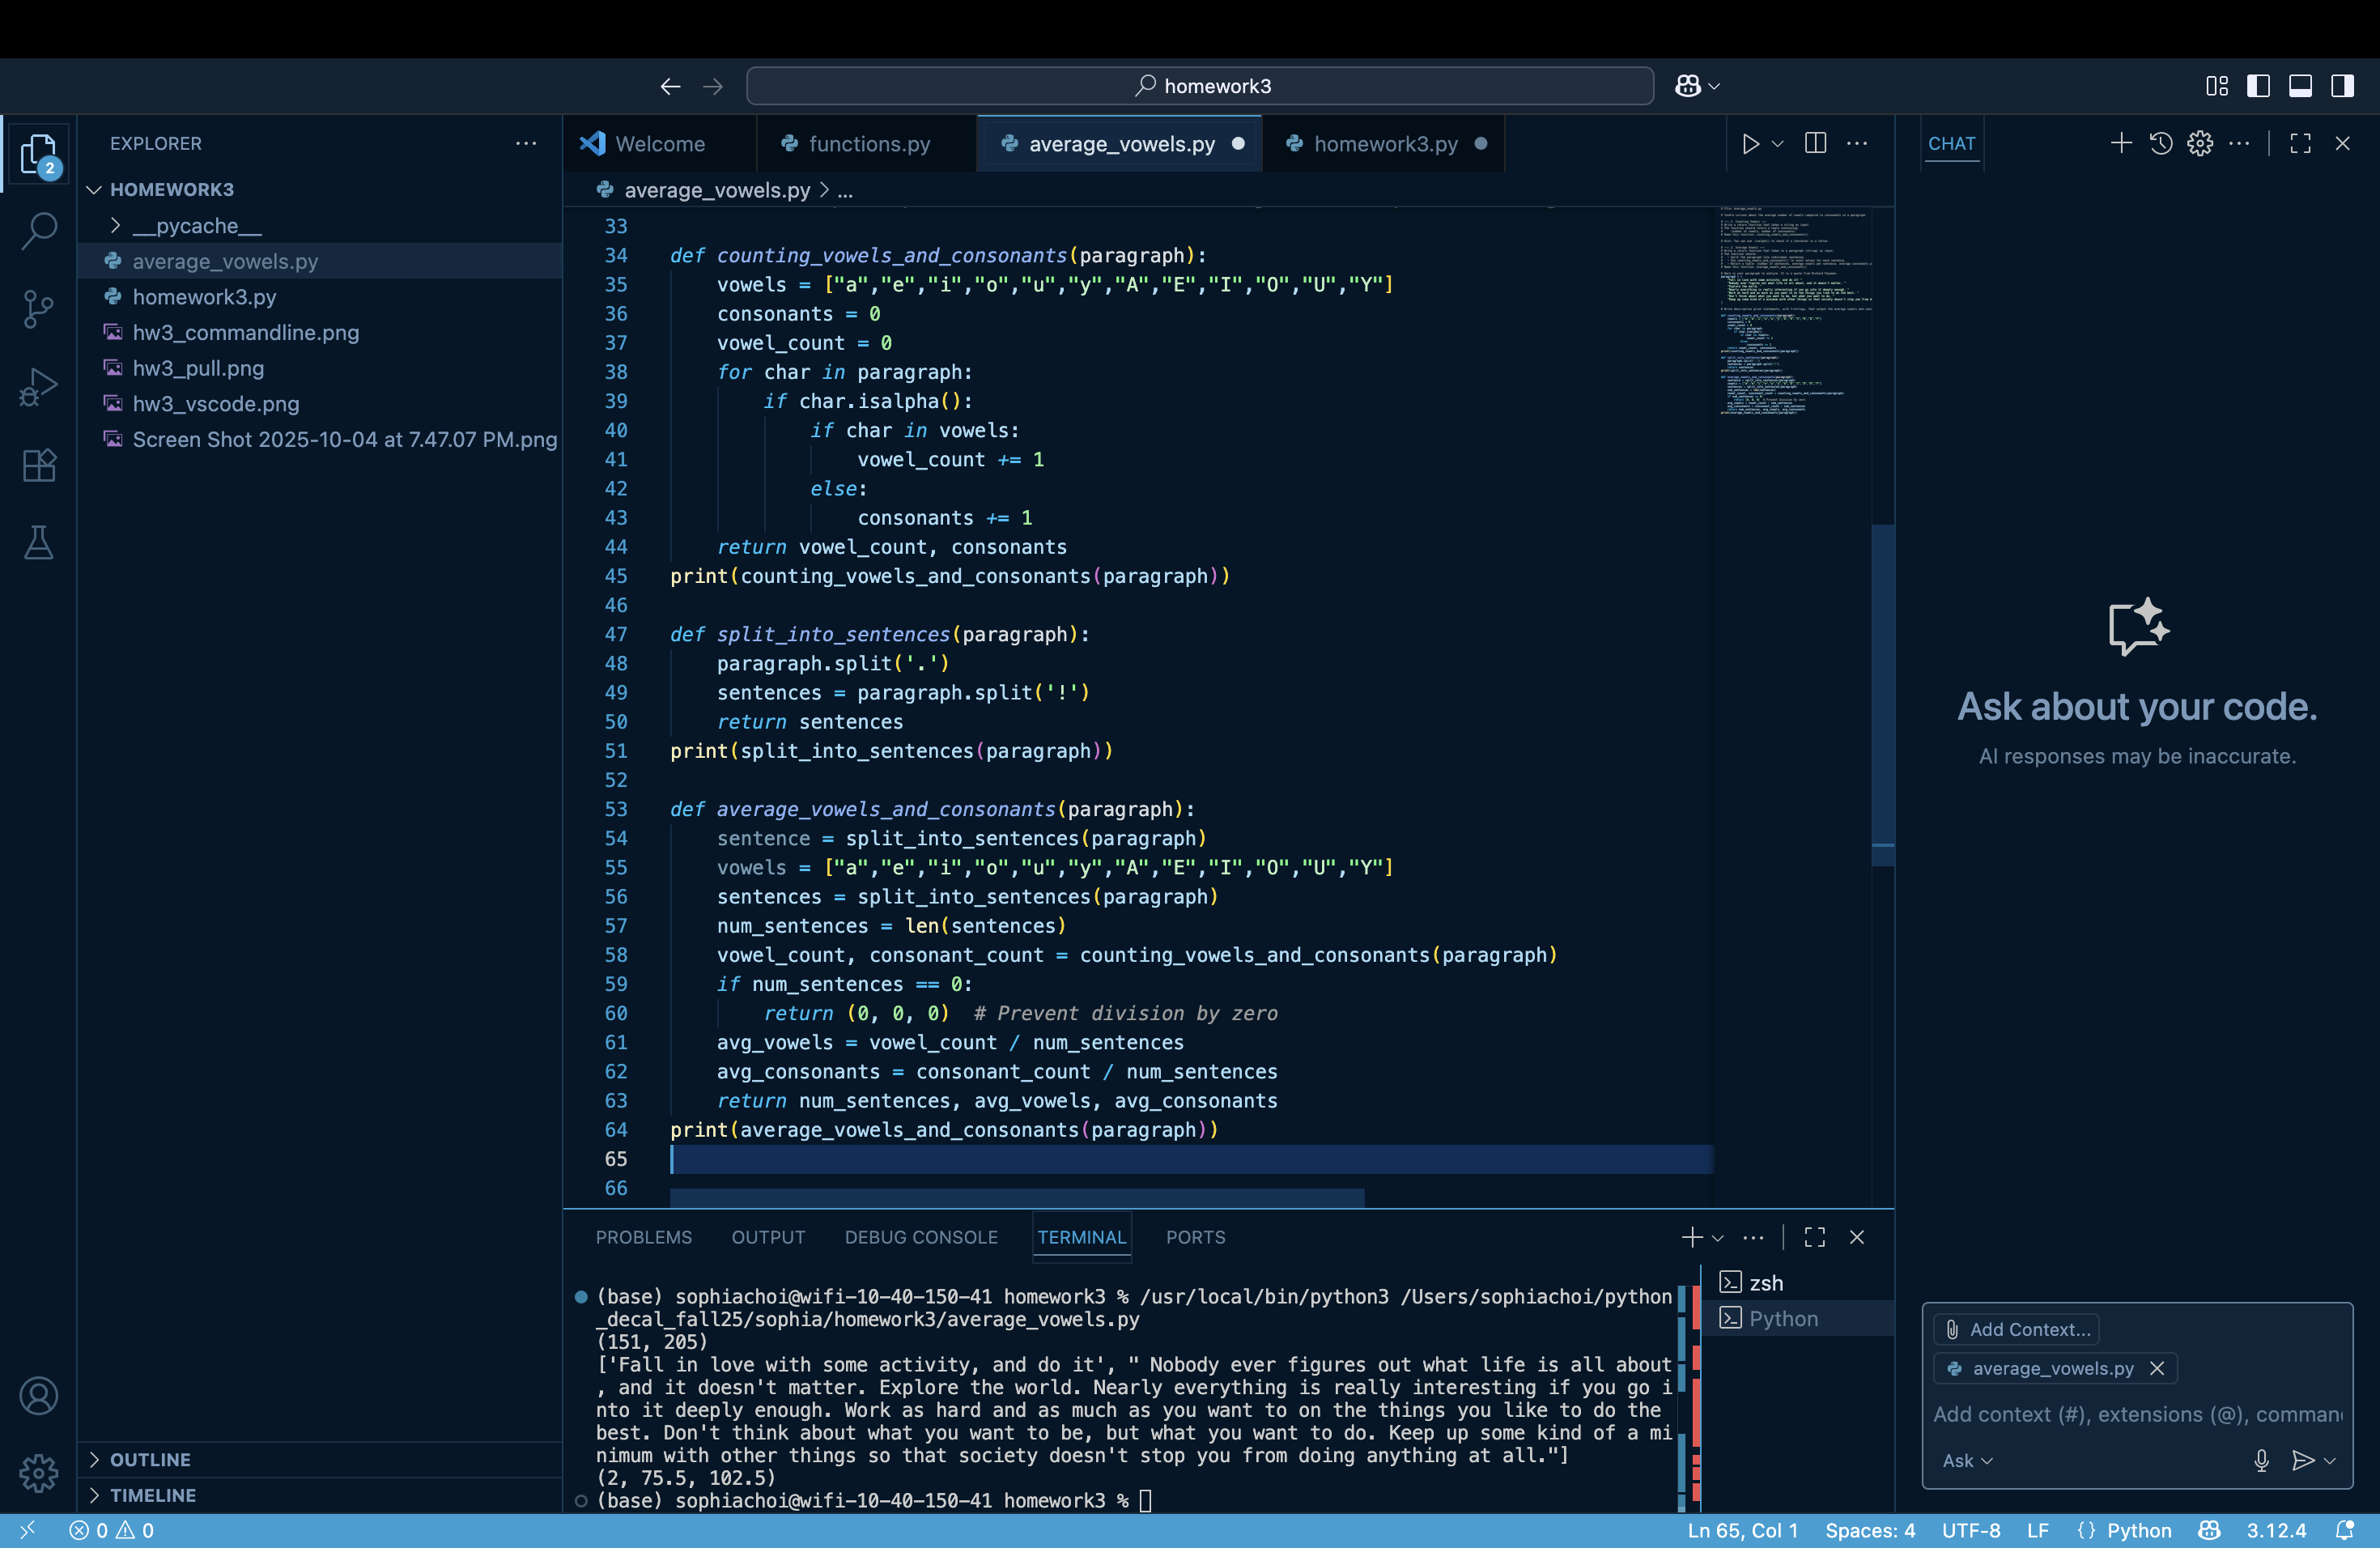 homework3
EXPLORER
HOMEWORK3
__pycache__
average_vowels.py
homework3.py
hw3_commandline.png
hw3_pull.png
hw3_vscode.png
Screen Shot 2025-10-04 at 7.47.07 PM.png
OUTLINE
TIMELINE
2
Welcome
functions.py
average_vowels.py
homework3.py
average_vowels.py > ...
33
34 def counting_vowels_and_consonants(paragraph):
35 vowels = ["a","e","i","o","u","y","A","E","I","O","U","Y"]
36 consonants = 0
37 vowel_count = 0
38 for char in paragraph:
39 if char.isalpha():
40 if char in vowels:
41 vowel_count += 1
42 else:
43 consonants += 1
44 return vowel_count, consonants
45 print(counting_vowels_and_consonants(paragraph))
46
47 def split_into_sentences(paragraph):
48 paragraph.split('.')
49 sentences = paragraph.split('!')
50 return sentences
51 print(split_into_sentences(paragraph))
52
53 def average_vowels_and_consonants(paragraph):
54 sentence = split_into_sentences(paragraph)
55 vowels = ["a","e","i","o","u","y","A","E","I","O","U","Y"]
56 sentences = split_into_sentences(paragraph)
57 num_sentences = len(sentences)
58 vowel_count, consonant_count = counting_vowels_and_consonants(paragraph)
59 if num_sentences == 0:
60 return (0, 0, 0) # Prevent division by zero
61 avg_vowels = vowel_count / num_sentences
62 avg_consonants = consonant_count / num_sentences
63 return num_sentences, avg_vowels, avg_consonants
64 print(average_vowels_and_consonants(paragraph))
65
66
PROBLEMS OUTPUT DEBUG CONSOLE TERMINAL PORTS
(base) sophiachoi@wifi-10-40-150-41 homework3 % /usr/local/bin/python3 /Users/sophiachoi/python
_decal_fall25/sophia/homework3/average_vowels.py
(151, 205)
['Fall in love with some activity, and do it', " Nobody ever figures out what life is all about
, and it doesn't matter. Explore the world. Nearly everything is really interesting if you go i
nto it deeply enough. Work as hard and as much as you want to on the things you like to do the
best. Don't think about what you want to be, but what you want to do. Keep up some kind of a mi
nimum with other things so that society doesn't stop you from doing anything at all."]
(2, 75.5, 102.5)
(base) sophiachoi@wifi-10-40-150-41 homework3 %
zsh
Python
CHAT
Ask about your code.
AI responses may be inaccurate.
Add Context...
average_vowels.py
Add context (#), extensions (@), comman
Ask
0 0
Ln 65, Col 1 Spaces: 4 UTF-8 LF {} Python 3.12.4